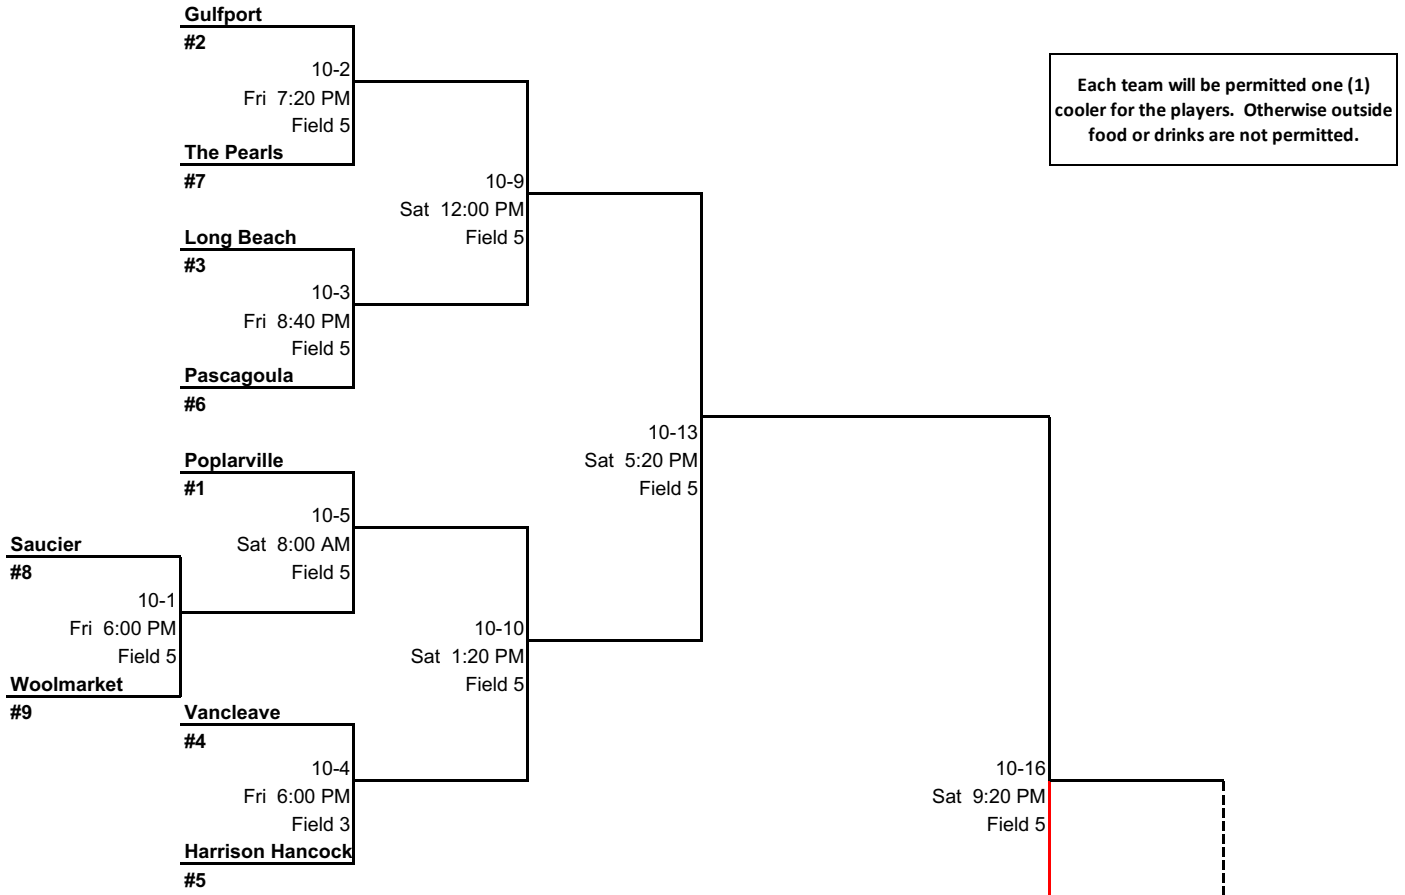 Gulfport
#2
10-2
Fri  7:20 PM
Field 5
The Pearls
#7
Each team will be permitted one (1)
cooler for the players.  Otherwise outside
food or drinks are not permitted.
10-9
Sat  12:00 PM
Field 5
Long Beach
#3
10-3
Fri  8:40 PM
Field 5
Pascagoula
#6
10-13
Sat  5:20 PM
Field 5
Poplarville
#1
10-5
Sat  8:00 AM
Field 5
Saucier
#8
10-1
Fri  6:00 PM
Field 5
Woolmarket
#9
10-10
Sat  1:20 PM
Field 5
Vancleave
#4
10-4
Fri  6:00 PM
Field 3
Harrison Hancock
#5
10-16
Sat  9:20 PM
Field 5